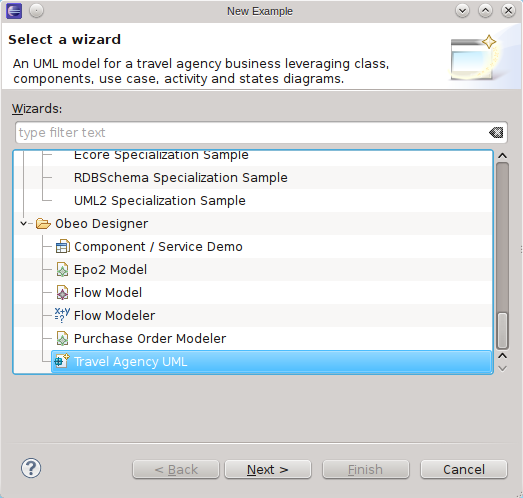 New Example
Select a wizard
An UML model for a travel agency business leveraging class,
components, use case, activity and states diagrams.
Wizards:
type filter text
Ecore Specialization Sample
RDBSchema Specialization Sample
UML2 Specialization Sample
Obeo Designer
Component / Service Demo
Epo2 Model
Flow Model
x+y
=?
Flow Modeler
Purchase Order Modeler
Travel Agency UML
?
< Back
Next >
Finish
Cancel